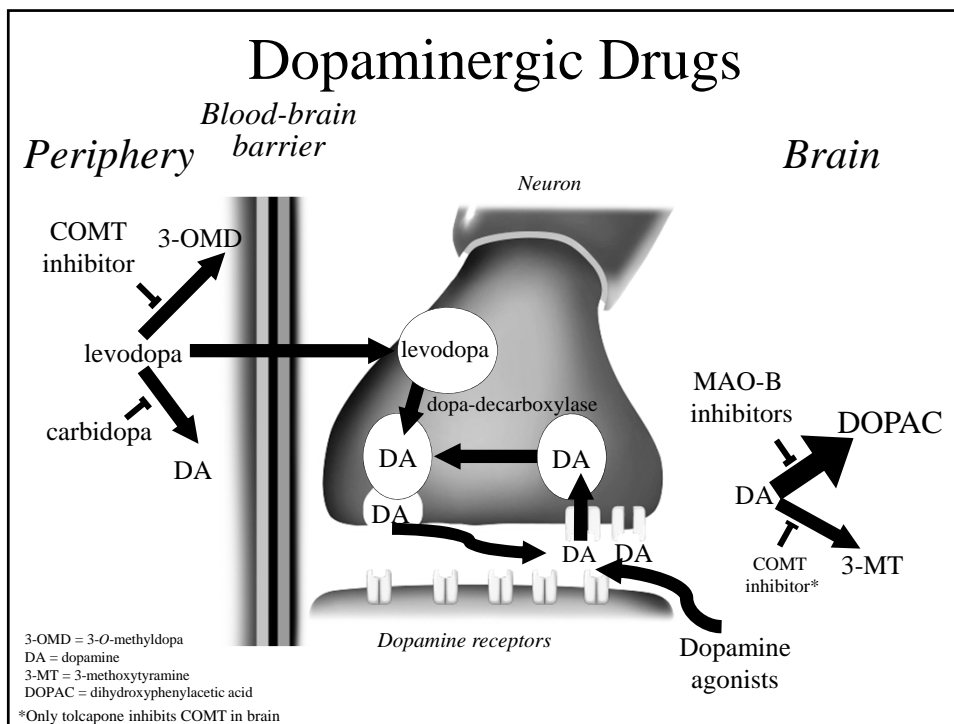 Dopaminergic Drugs
Blood-brain
barrier
Periphery
Brain
Neuron
COMT
inhibitor
3-OMD
levodopa
levodopa
dopa-decarboxylase
carbidopa
DA
DA
DA
DA
DA
DA
MAO-B
inhibitors
DOPAC
DA
COMT
inhibitor*
3-MT
Dopamine receptors
Dopamine
agonists
3-OMD = 3-O-methyldopa
DA = dopamine
3-MT = 3-methoxytyramine
DOPAC = dihydroxyphenylacetic acid
*Only tolcapone inhibits COMT in brain